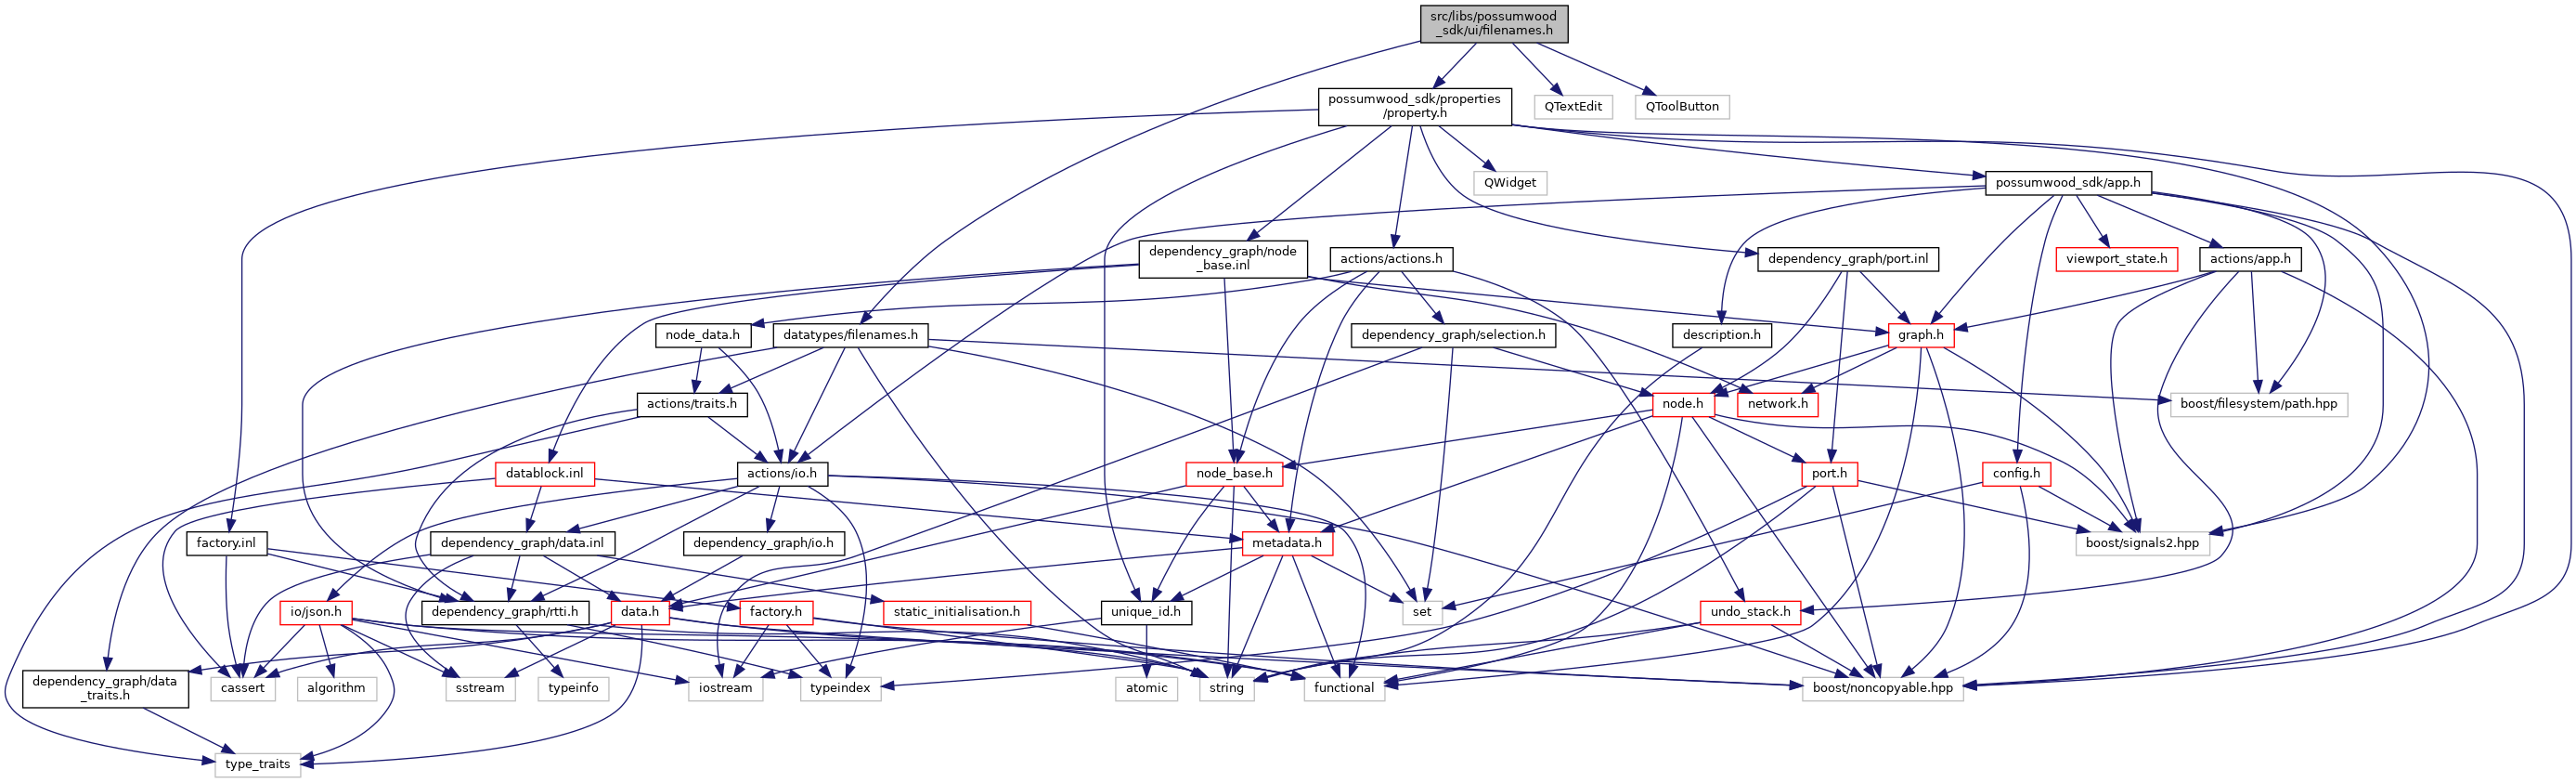 src/libs/possumwood
_sdk/ui/filenames.h
possumwood_sdk/properties
/property.h
QTextEdit
QToolButton
QWidget
possumwood_sdk/app.h
dependency_graph/node
_base.inl
actions/actions.h
dependency_graph/port.inl
viewport_state.h
actions/app.h
node_data.h
datatypes/filenames.h
dependency_graph/selection.h
description.h
graph.h
actions/traits.h
node.h
network.h
boost/filesystem/path.hpp
datablock.inl
actions/io.h
node_base.h
port.h
config.h
factory.inl
dependency_graph/data.inl
dependency_graph/io.h
metadata.h
boost/signals2.hpp
io/json.h
dependency_graph/rtti.h
data.h
factory.h
static_initialisation.h
unique_id.h
set
undo_stack.h
dependency_graph/data
_traits.h
cassert
algorithm
sstream
typeinfo
iostream
typeindex
atomic
string
functional
boost/noncopyable.hpp
type_traits